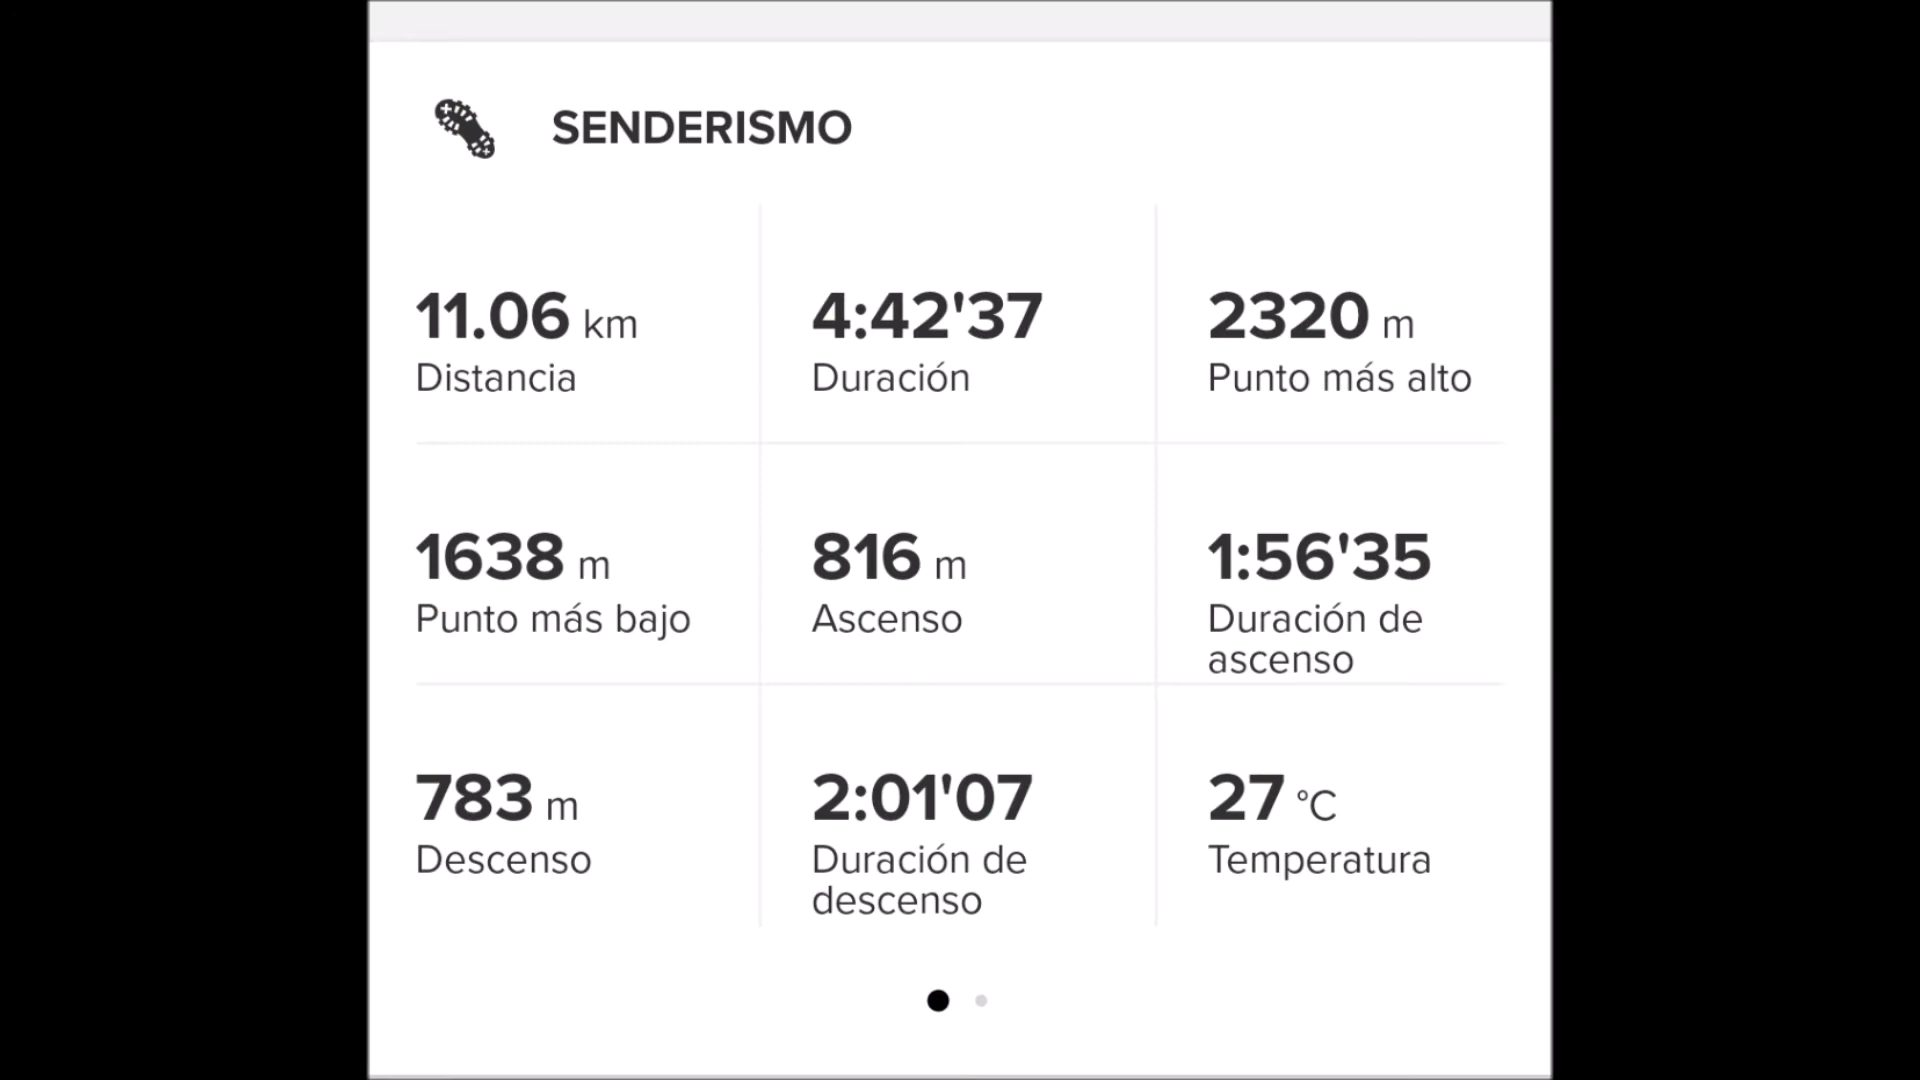 SENDERISMO
11.06 km
Distancia
4:42'37
Duración
2320 m
Punto más alto
1638 m
Punto más bajo
816 m
Ascenso
1:56'35
Duración de
ascenso
783 m
Descenso
2:01'07
Duración de
descenso
27 °C
Temperatura